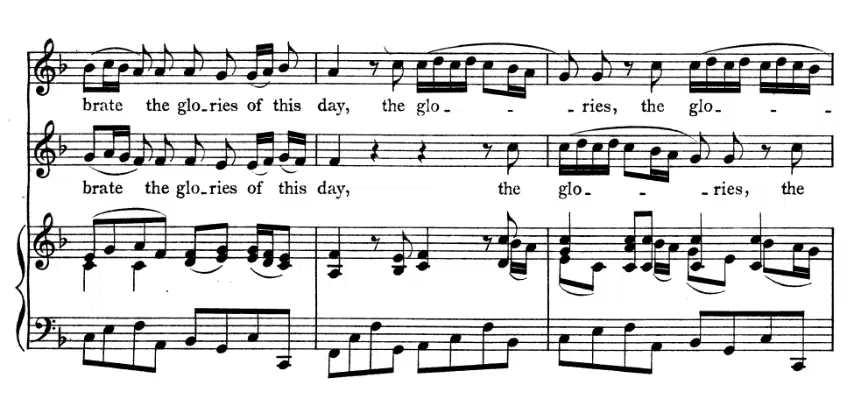 brate the glo-ries of this day, the glo- - - ries, the glo- - - -
brate the glo-ries of this day, the glo- - - ries, the